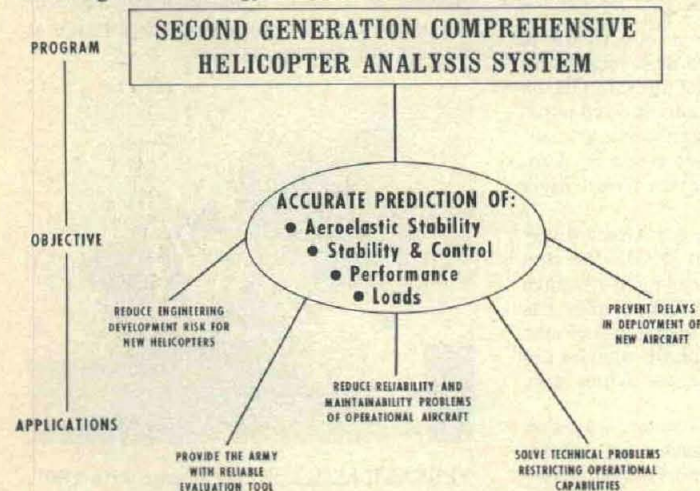 PROGRAM
SECOND GENERATION COMPREHENSIVE
HELICOPTER ANALYSIS SYSTEM
OBJECTIVE
ACCURATE PREDICTION OF:
● Aeroelastic Stability
● Stability & Control
● Performance
● Loads
APPLICATIONS
REDUCE ENGINEERING
DEVELOPMENT RISK FOR
NEW HELICOPTERS
PROVIDE THE ARMY
WITH RELIABLE
EVALUATION TOOL
REDUCE RELIABILITY AND
MAINTAINABILITY PROBLEMS
OF OPERATIONAL AIRCRAFT
SOLVE TECHNICAL PROBLEMS
RESTRICTING OPERATIONAL
CAPABILITIES
PREVENT DELAYS
IN DEPLOYMENT OF
NEW AIRCRAFT